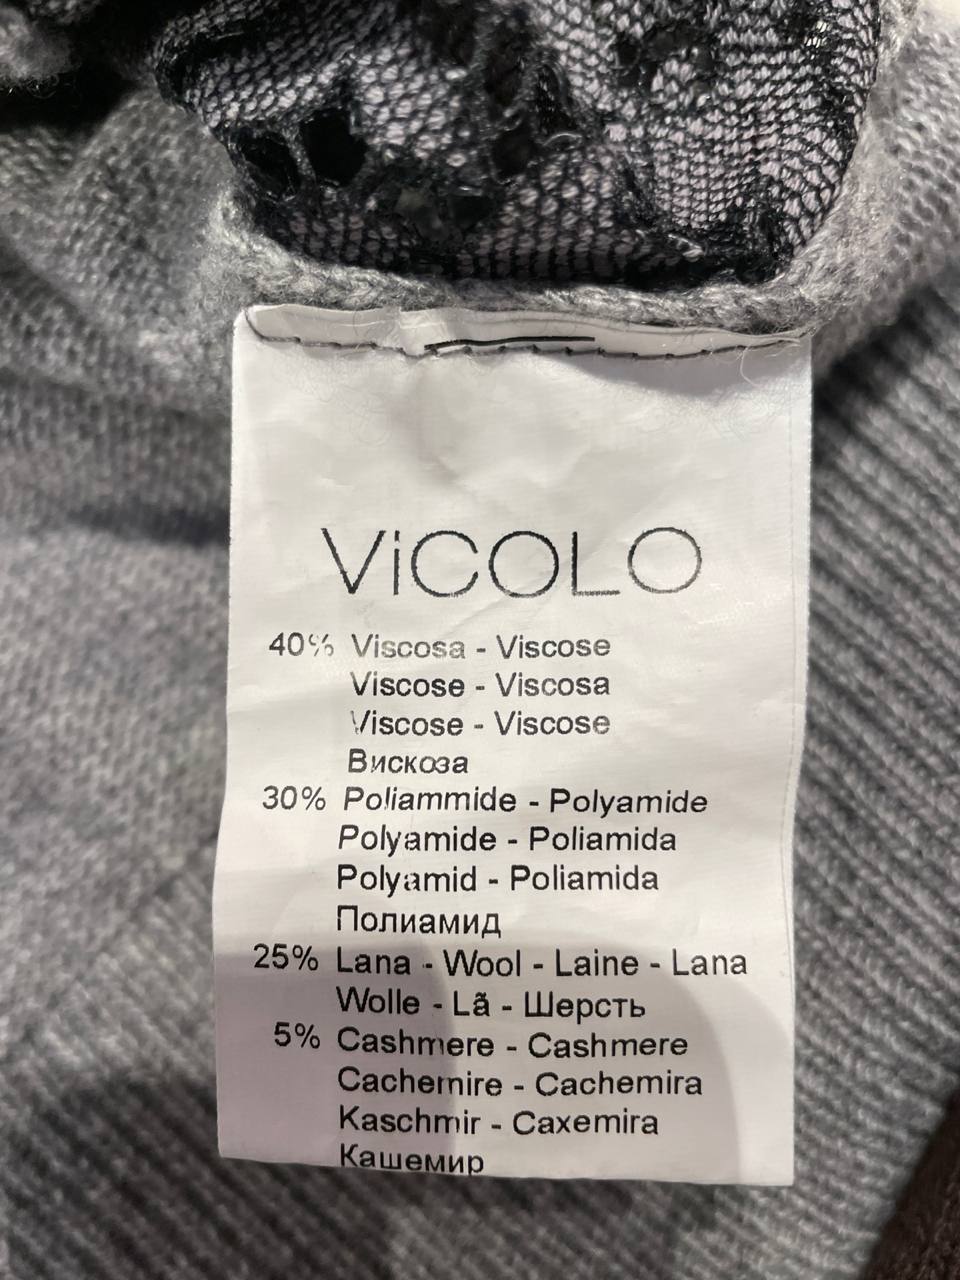 ViCOLO
40% Viscosa - Viscose
Viscose - Viscosa
Viscose - Viscose
Вискоза
30% Poliammide - Polyamide
Polyamide - Poliamida
Polyamid - Poliamida
Полиамид
25% Lana - Wool - Laine - Lana
Wolle - Lã - Шерсть
5% Cashmere - Cashmere
Cachemire - Cachemira
Kaschmir - Caxemira
Кашемир